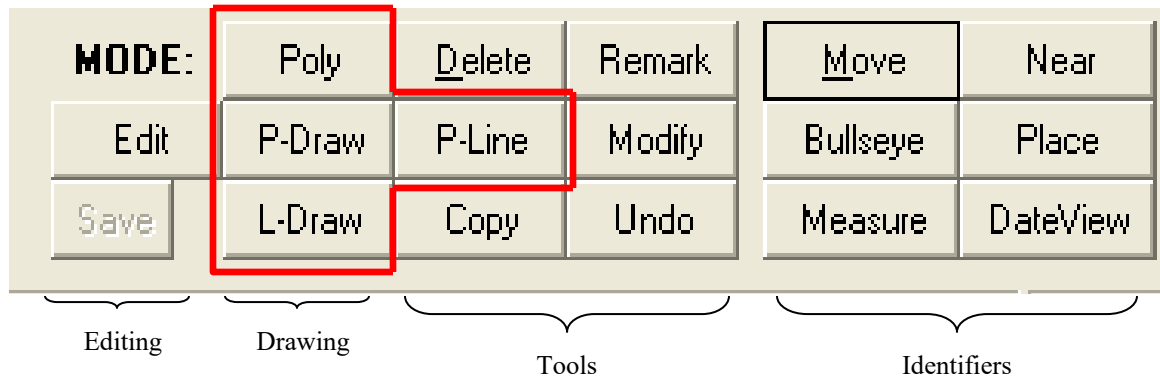 MODE: Poly Delete Remark Move Near
Edit P-Draw P-Line Modify Bullseye Place
Save L-Draw Copy Undo Measure DateView
Editing Drawing Tools Identifiers